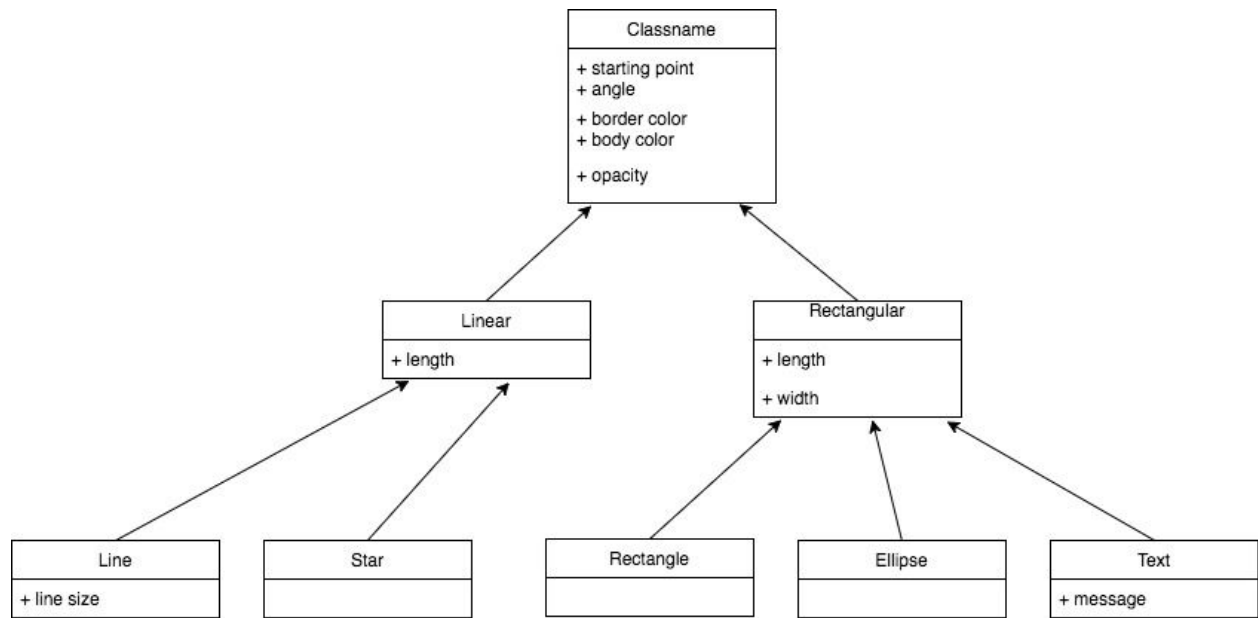 Classname
+ starting point
+ angle
+ border color
+ body color
+ opacity
Linear
+ length
Rectangular
+ length
+ width
Line
+ line size
Star
Rectangle
Ellipse
Text
+ message